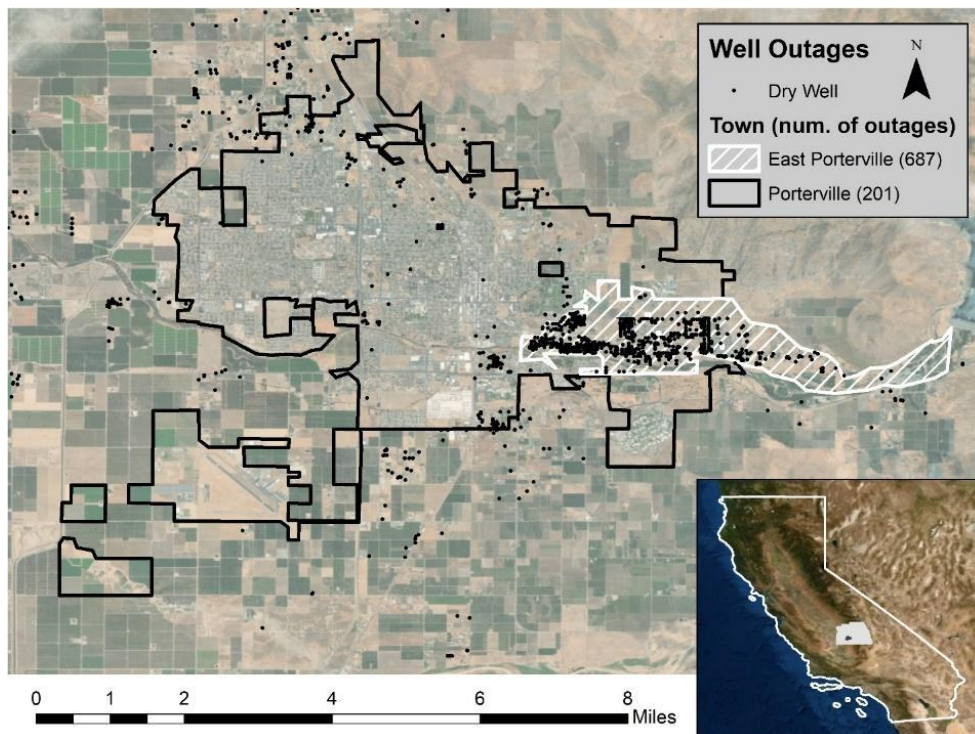 Well Outages
N
Dry Well
Town (num. of outages)
East Porterville (687)
Porterville (201)
0 1 2 4 6 8
Miles